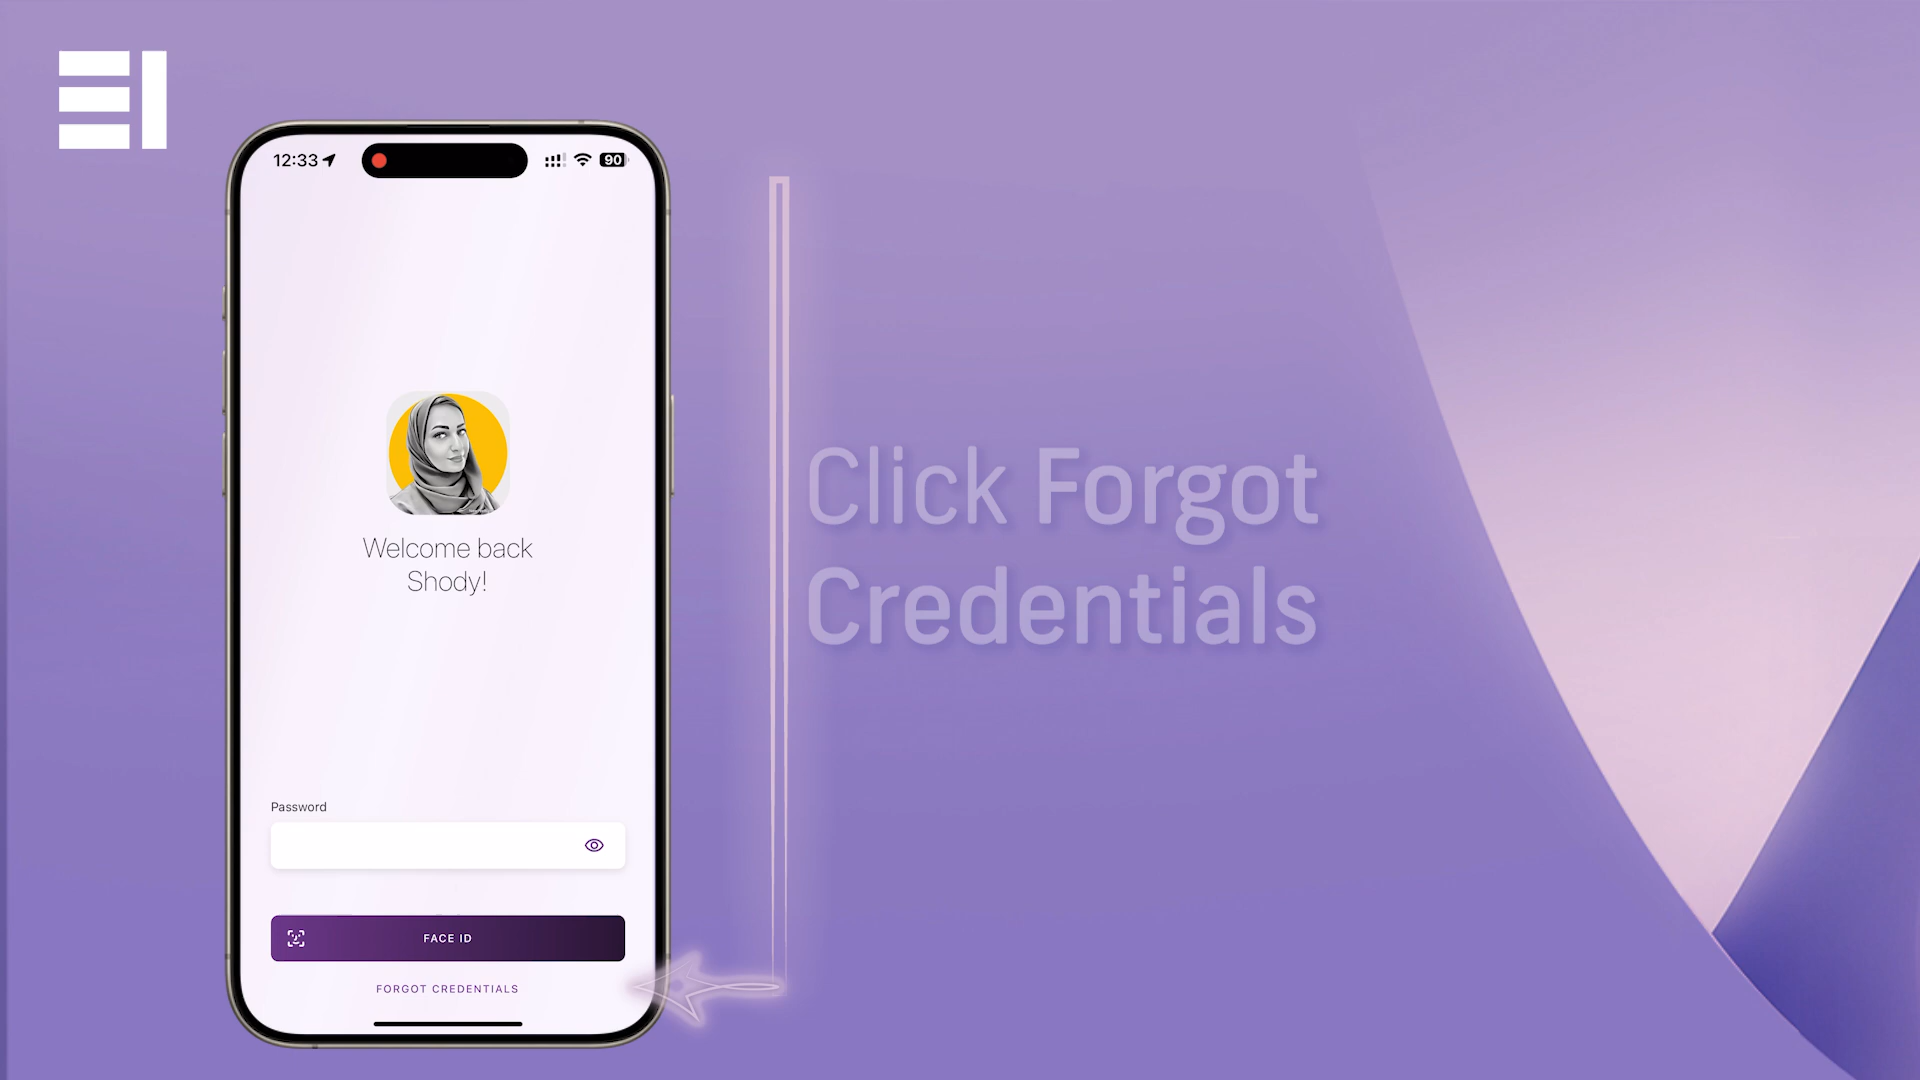 12:33
90
Welcome back
Shody!
Password
FACE ID
FORGOT CREDENTIALS
Click Forgot
Credentials